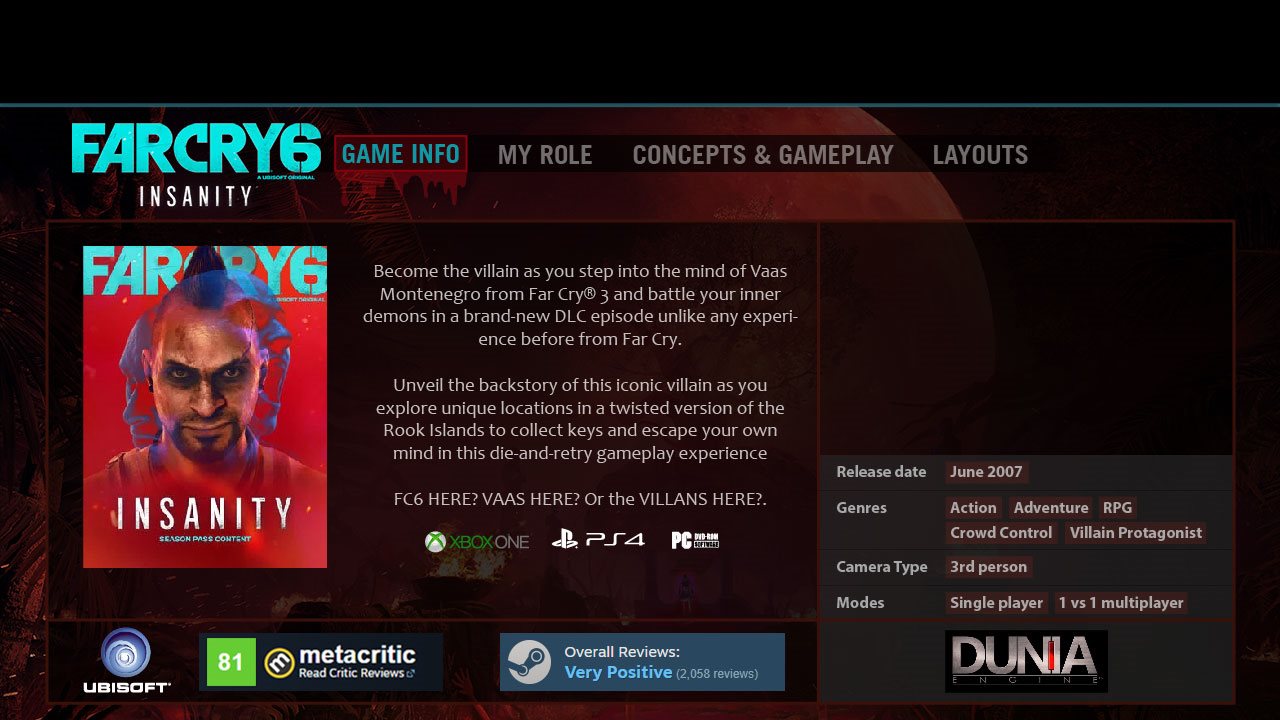 FARCRY6
A UBISOFT ORIGINAL
INSANITY
GAME INFO
MY ROLE
CONCEPTS & GAMEPLAY
LAYOUTS
FARCRY6
UBISOFT ORIGINAL
INSANITY
SEASON PASS CONTENT
Become the villain as you step into the mind of Vaas
Montenegro from Far Cry® 3 and battle your inner
demons in a brand-new DLC episode unlike any experi-
ence before from Far Cry.
Unveil the backstory of this iconic villain as you
explore unique locations in a twisted version of the
Rook Islands to collect keys and escape your own
mind in this die-and-retry gameplay experience
FC6 HERE? VAAS HERE? Or the VILLANS HERE?.
XBOX ONE
PS4
PC DVD-ROM
SOFTWARE
Release date June 2007
Genres Action Adventure RPG
Crowd Control Villain Protagonist
Camera Type 3rd person
Modes Single player 1 vs 1 multiplayer
UBISOFT
81
metacritic
Read Critic Reviews
Overall Reviews:
Very Positive (2,058 reviews)
DUNIA
ENGINE